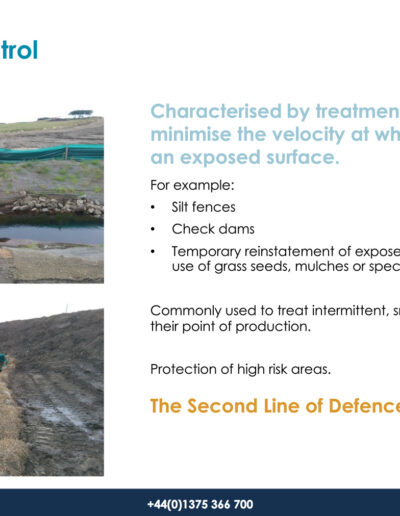 trol
Characterised by treatmen
minimise the velocity at wh
an exposed surface.
For example:
• Silt fences
• Check dams
• Temporary reinstatement of expose
use of grass seeds, mulches or spec
Commonly used to treat intermittent, sr
their point of production.
Protection of high risk areas.
The Second Line of Defence
+44(0)1375 366 700